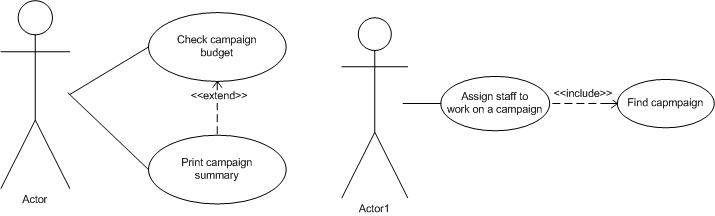 Check campaign
budget
<<extend>>
Print campaign
summary
Actor
Assign staff to
work on a campaign
<<include>>
Find capmpaign
Actor1